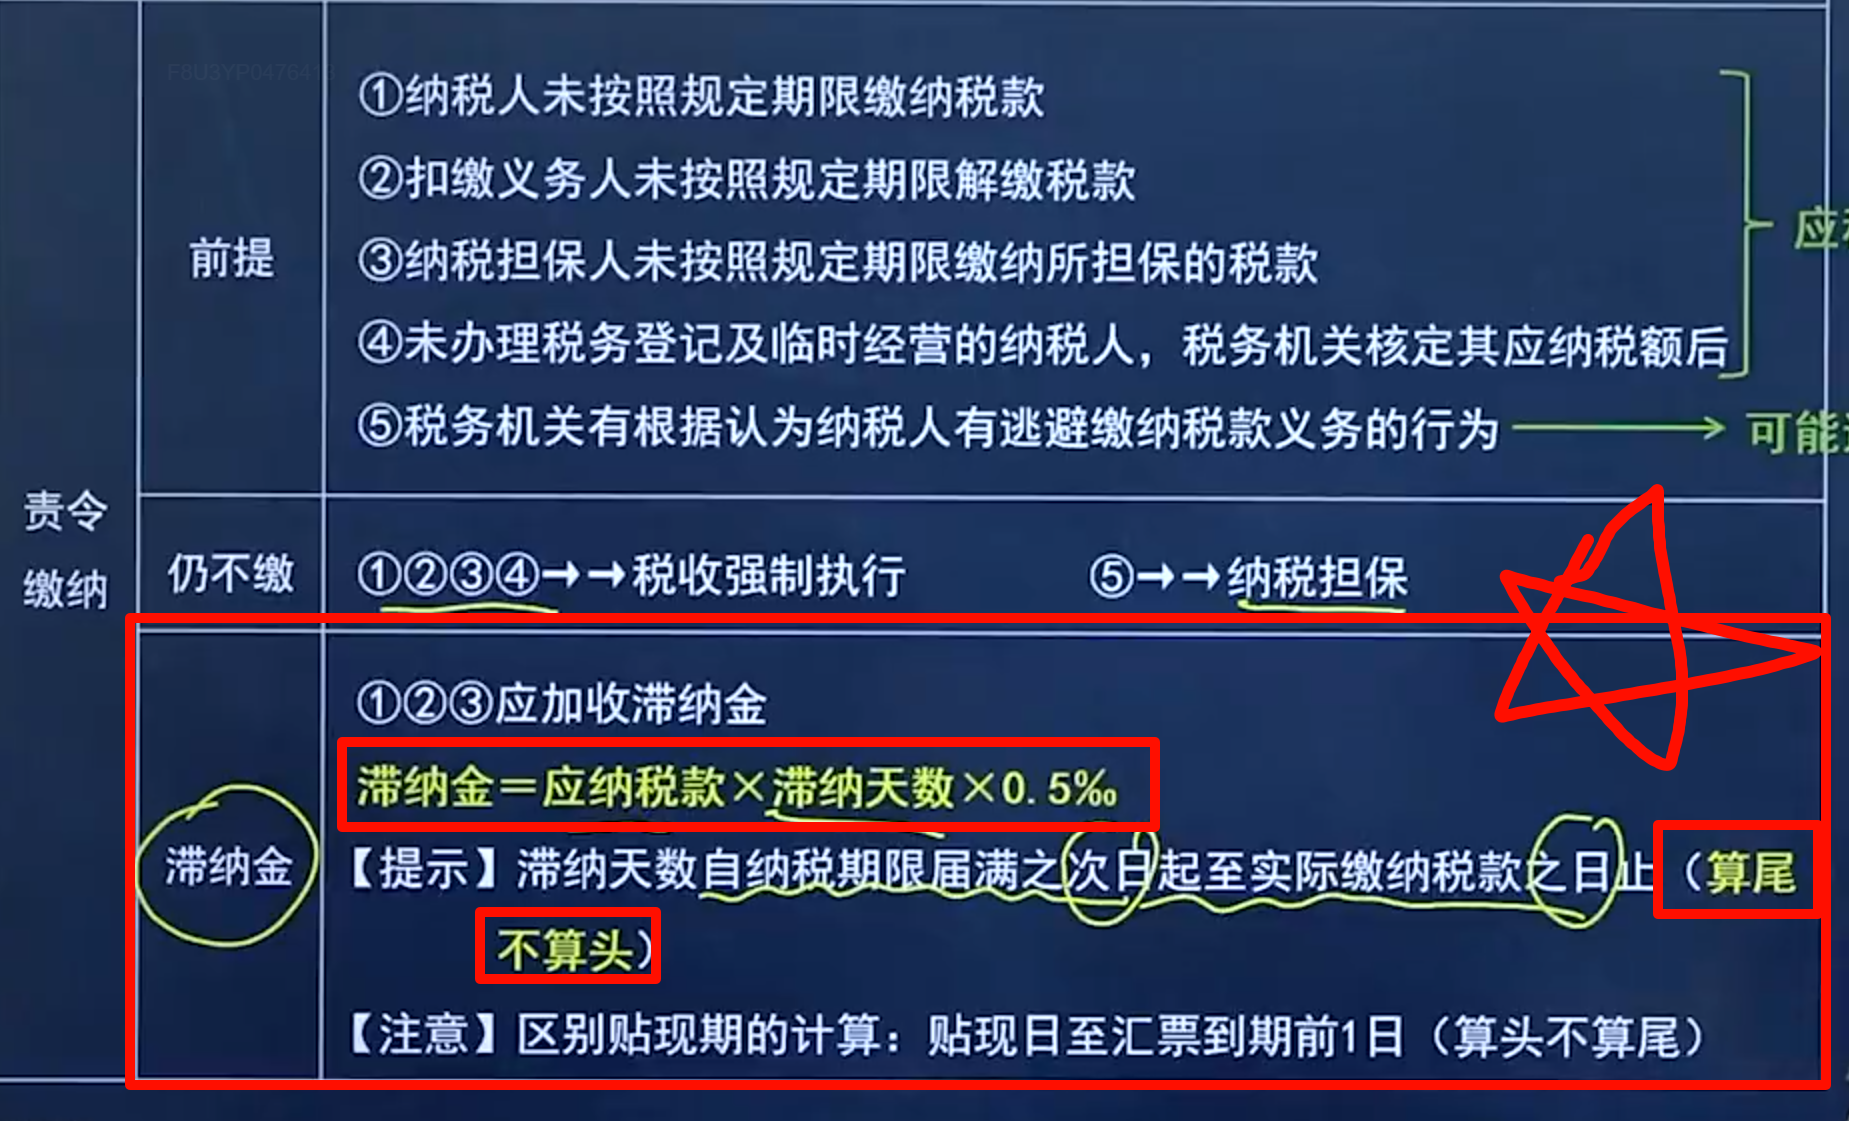 F8U3YP047641
①纳税人未按照规定期限缴纳税款
②扣缴义务人未按照规定期限解缴税款
前提
③纳税担保人未按照规定期限缴纳所担保的税款
应
④未办理税务登记及临时经营的纳税人，税务机关核定其应纳税额后
⑤税务机关有根据认为纳税人有逃避缴纳税款义务的行为
可能
责令
缴纳
仍不缴
①②③④→→税收强制执行 ⑤→→纳税担保
①②③应加收滞纳金
滞纳金＝应纳税款×滞纳天数×0.5‰
滞纳金
【提示】滞纳天数自纳税期限届满之次日起至实际缴纳税款之日止（算尾
不算头）
【注意】区别贴现期的计算：贴现日至汇票到期前1日（算头不算尾）